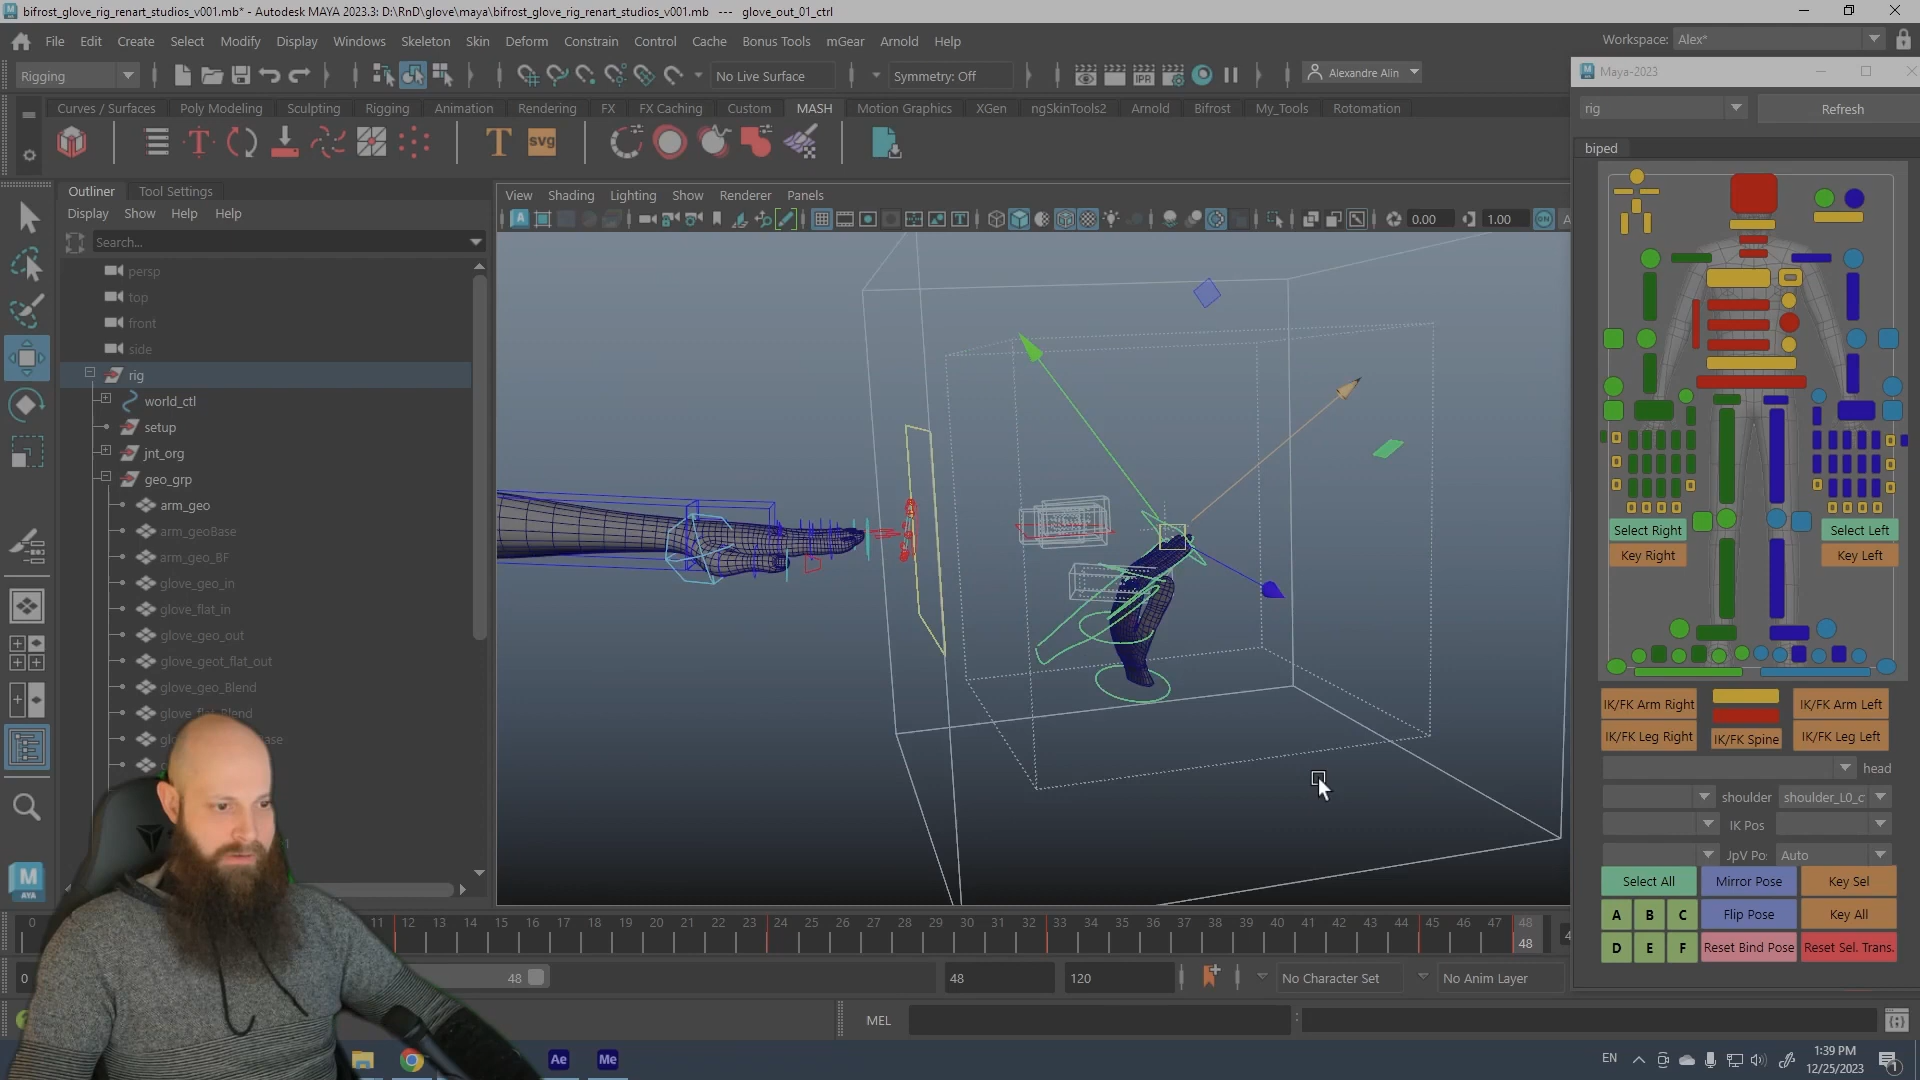 bifrost_glove_rig_renart_studios_v001.mb* - Autodesk MAYA 2023.3: D:\RnD\glove\maya\bifrost_glove_rig_renart_studios_v001.mb --- glove_out_01_ctrl
File Edit Create Select Modify Display Windows Skeleton Skin Deform Constrain Control Cache Bonus Tools mGear Arnold Help
Workspace: Alex*
Rigging
No Live Surface
Symmetry: Off
IPR
Alexandre Alin
Maya-2023
Curves / Surfaces Poly Modeling Sculpting Rigging Animation Rendering FX FX Caching Custom MASH Motion Graphics XGen ngSkinTools2 Arnold Bifrost My_Tools Rotomation
rig
Refresh
T
T svg
biped
Outliner Tool Settings
View Shading Lighting Show Renderer Panels
Display Show Help Help
0.00
1.00
ON
Search...
persp
top
front
side
rig
world_ctl
setup
jnt_org
geo_grp
arm_geo
arm_geoBase
arm_geo_BF
glove_geo_in
glove_flat_in
glove_geo_out
glove_geot_flat_out
glove_geo_Blend
glove_flat_Blend
Select Right
Select Left
Key Right
Key Left
IK/FK Arm Right
IK/FK Arm Left
IK/FK Leg Right
IK/FK Spine
IK/FK Leg Left
head
shoulder
shoulder_L0_c
IK Pos
JpV Po:
Auto
Select All
Mirror Pose
Key Sel
A B C
Flip Pose
Key All
D E F
Reset Bind Pose
Reset Sel. Trans.
M
AYA
0 11 12 13 14 15 16 17 18 19 20 21 22 23 24 25 26 27 28 29 30 31 32 33 34 35 36 37 38 39 40 41 42 43 44 45 46 47 48
48
0
48
48
120
No Character Set
No Anim Layer
MEL
Ae
Me
EN
1:39 PM
12/25/2023
1